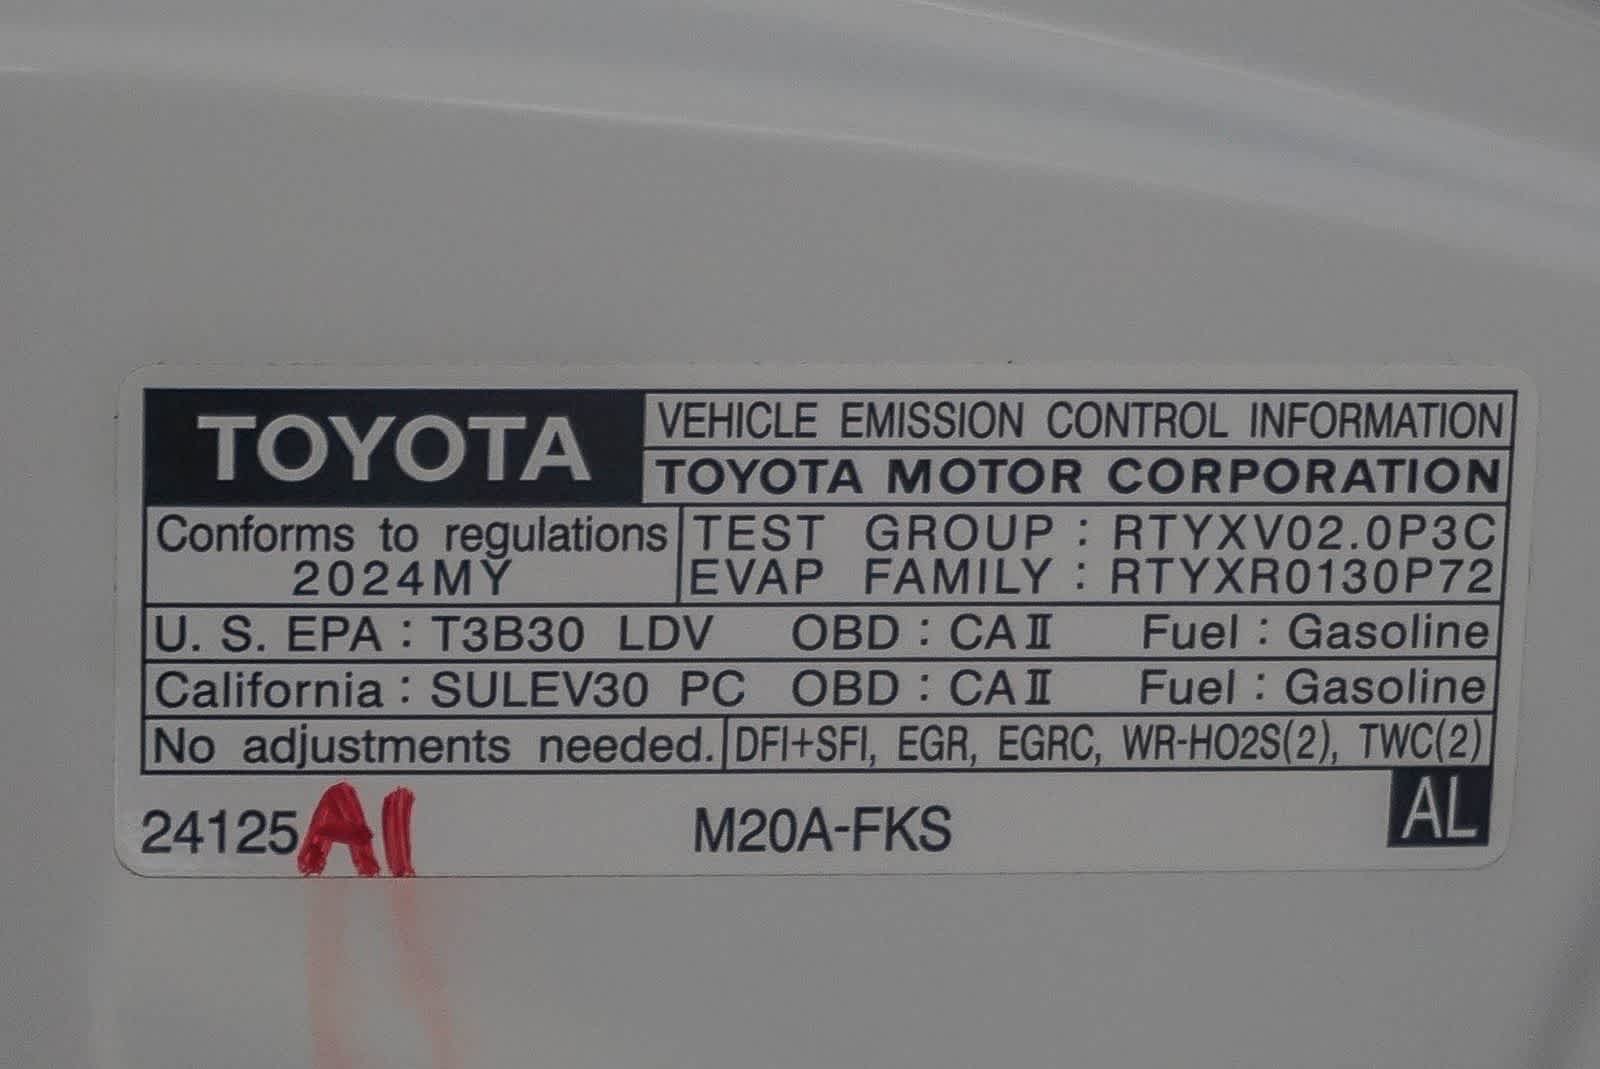 TOYOTA
VEHICLE EMISSION CONTROL INFORMATION
TOYOTA MOTOR CORPORATION
Conforms to regulations
2024MY
TEST GROUP : RTYXV02.0P3C
EVAP FAMILY : RTYXR0130P72
U. S. EPA : T3B30 LDV OBD : CAⅡ Fuel : Gasoline
California : SULEV30 PC OBD : CAⅡ Fuel : Gasoline
No adjustments needed. DFI+SFI, EGR, EGRC, WR-HO2S(2), TWC(2)
24125 A1 M20A-FKS AL